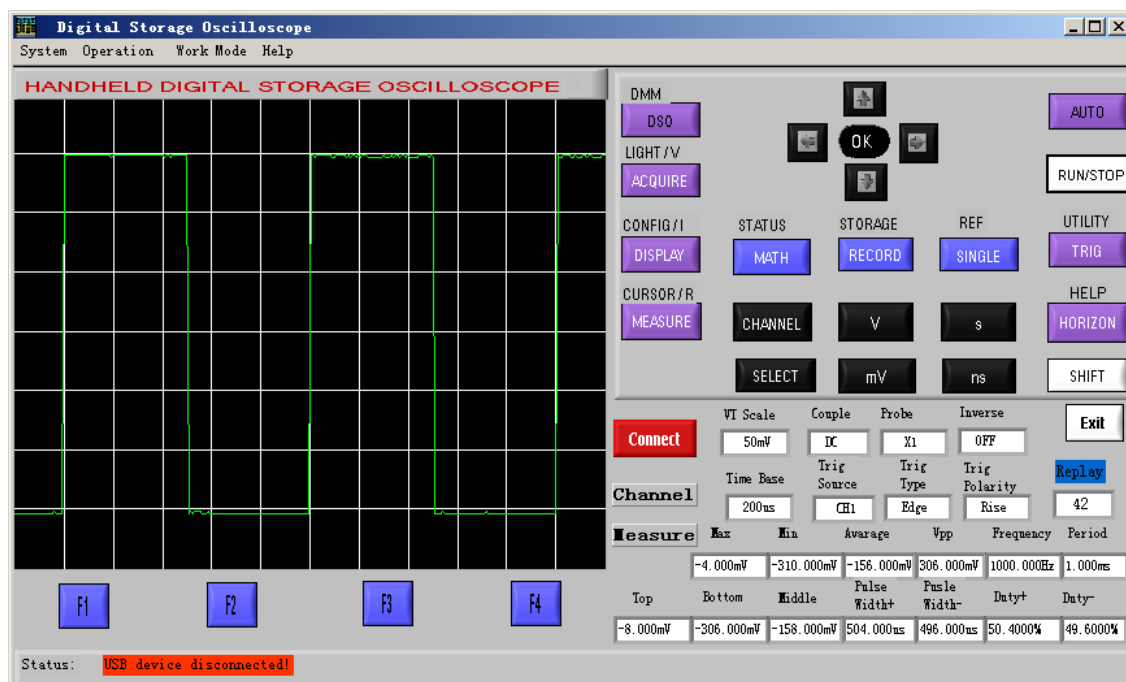 Digital Storage Oscilloscope
System Operation Work Mode Help
HANDHELD DIGITAL STORAGE OSCILLOSCOPE
DMM
DSO
AUTO
OK
LIGHT/V
ACQUIRE
RUN/STOP
CONFIG/I STATUS STORAGE REF UTILITY
DISPLAY MATH RECORD SINGLE TRIG
CURSOR/R HELP
MEASURE CHANNEL V s HORIZON
SELECT mV ns SHIFT
VT Scale Couple Probe Inverse Exit
Connect 50mV DC X1 OFF
Time Base Trig Source Trig Type Trig Polarity Replay
Channel 200us CH1 Edge Rise 42
Measure Max Min Avarage Vpp Frequency Period
-4.000mV -310.000mV -156.000mV 306.000mV 1000.000Hz 1.000ms
F1 F2 F3 F4
Top Bottom Middle Pulse Width+ Pusle Width- Duty+ Duty-
-8.000mV -306.000mV -158.000mV 504.000us 496.000us 50.4000% 49.6000%
Status: USB device disconnected!